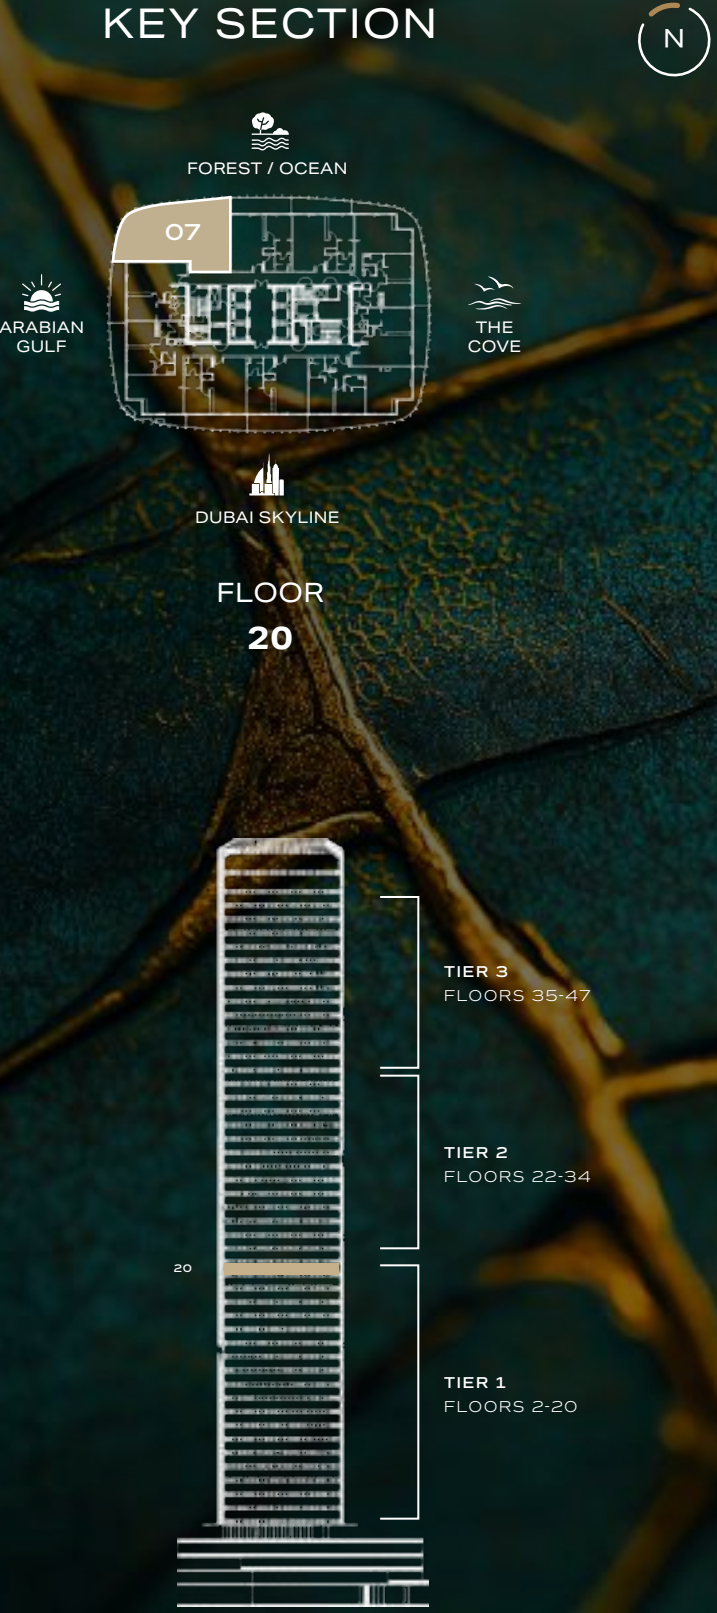 KEY SECTION
N
FOREST / OCEAN
07
ARABIAN
GULF
THE
COVE
DUBAI SKYLINE
FLOOR
20
TIER 3
FLOORS 35-47
TIER 2
FLOORS 22-34
20
TIER 1
FLOORS 2-20